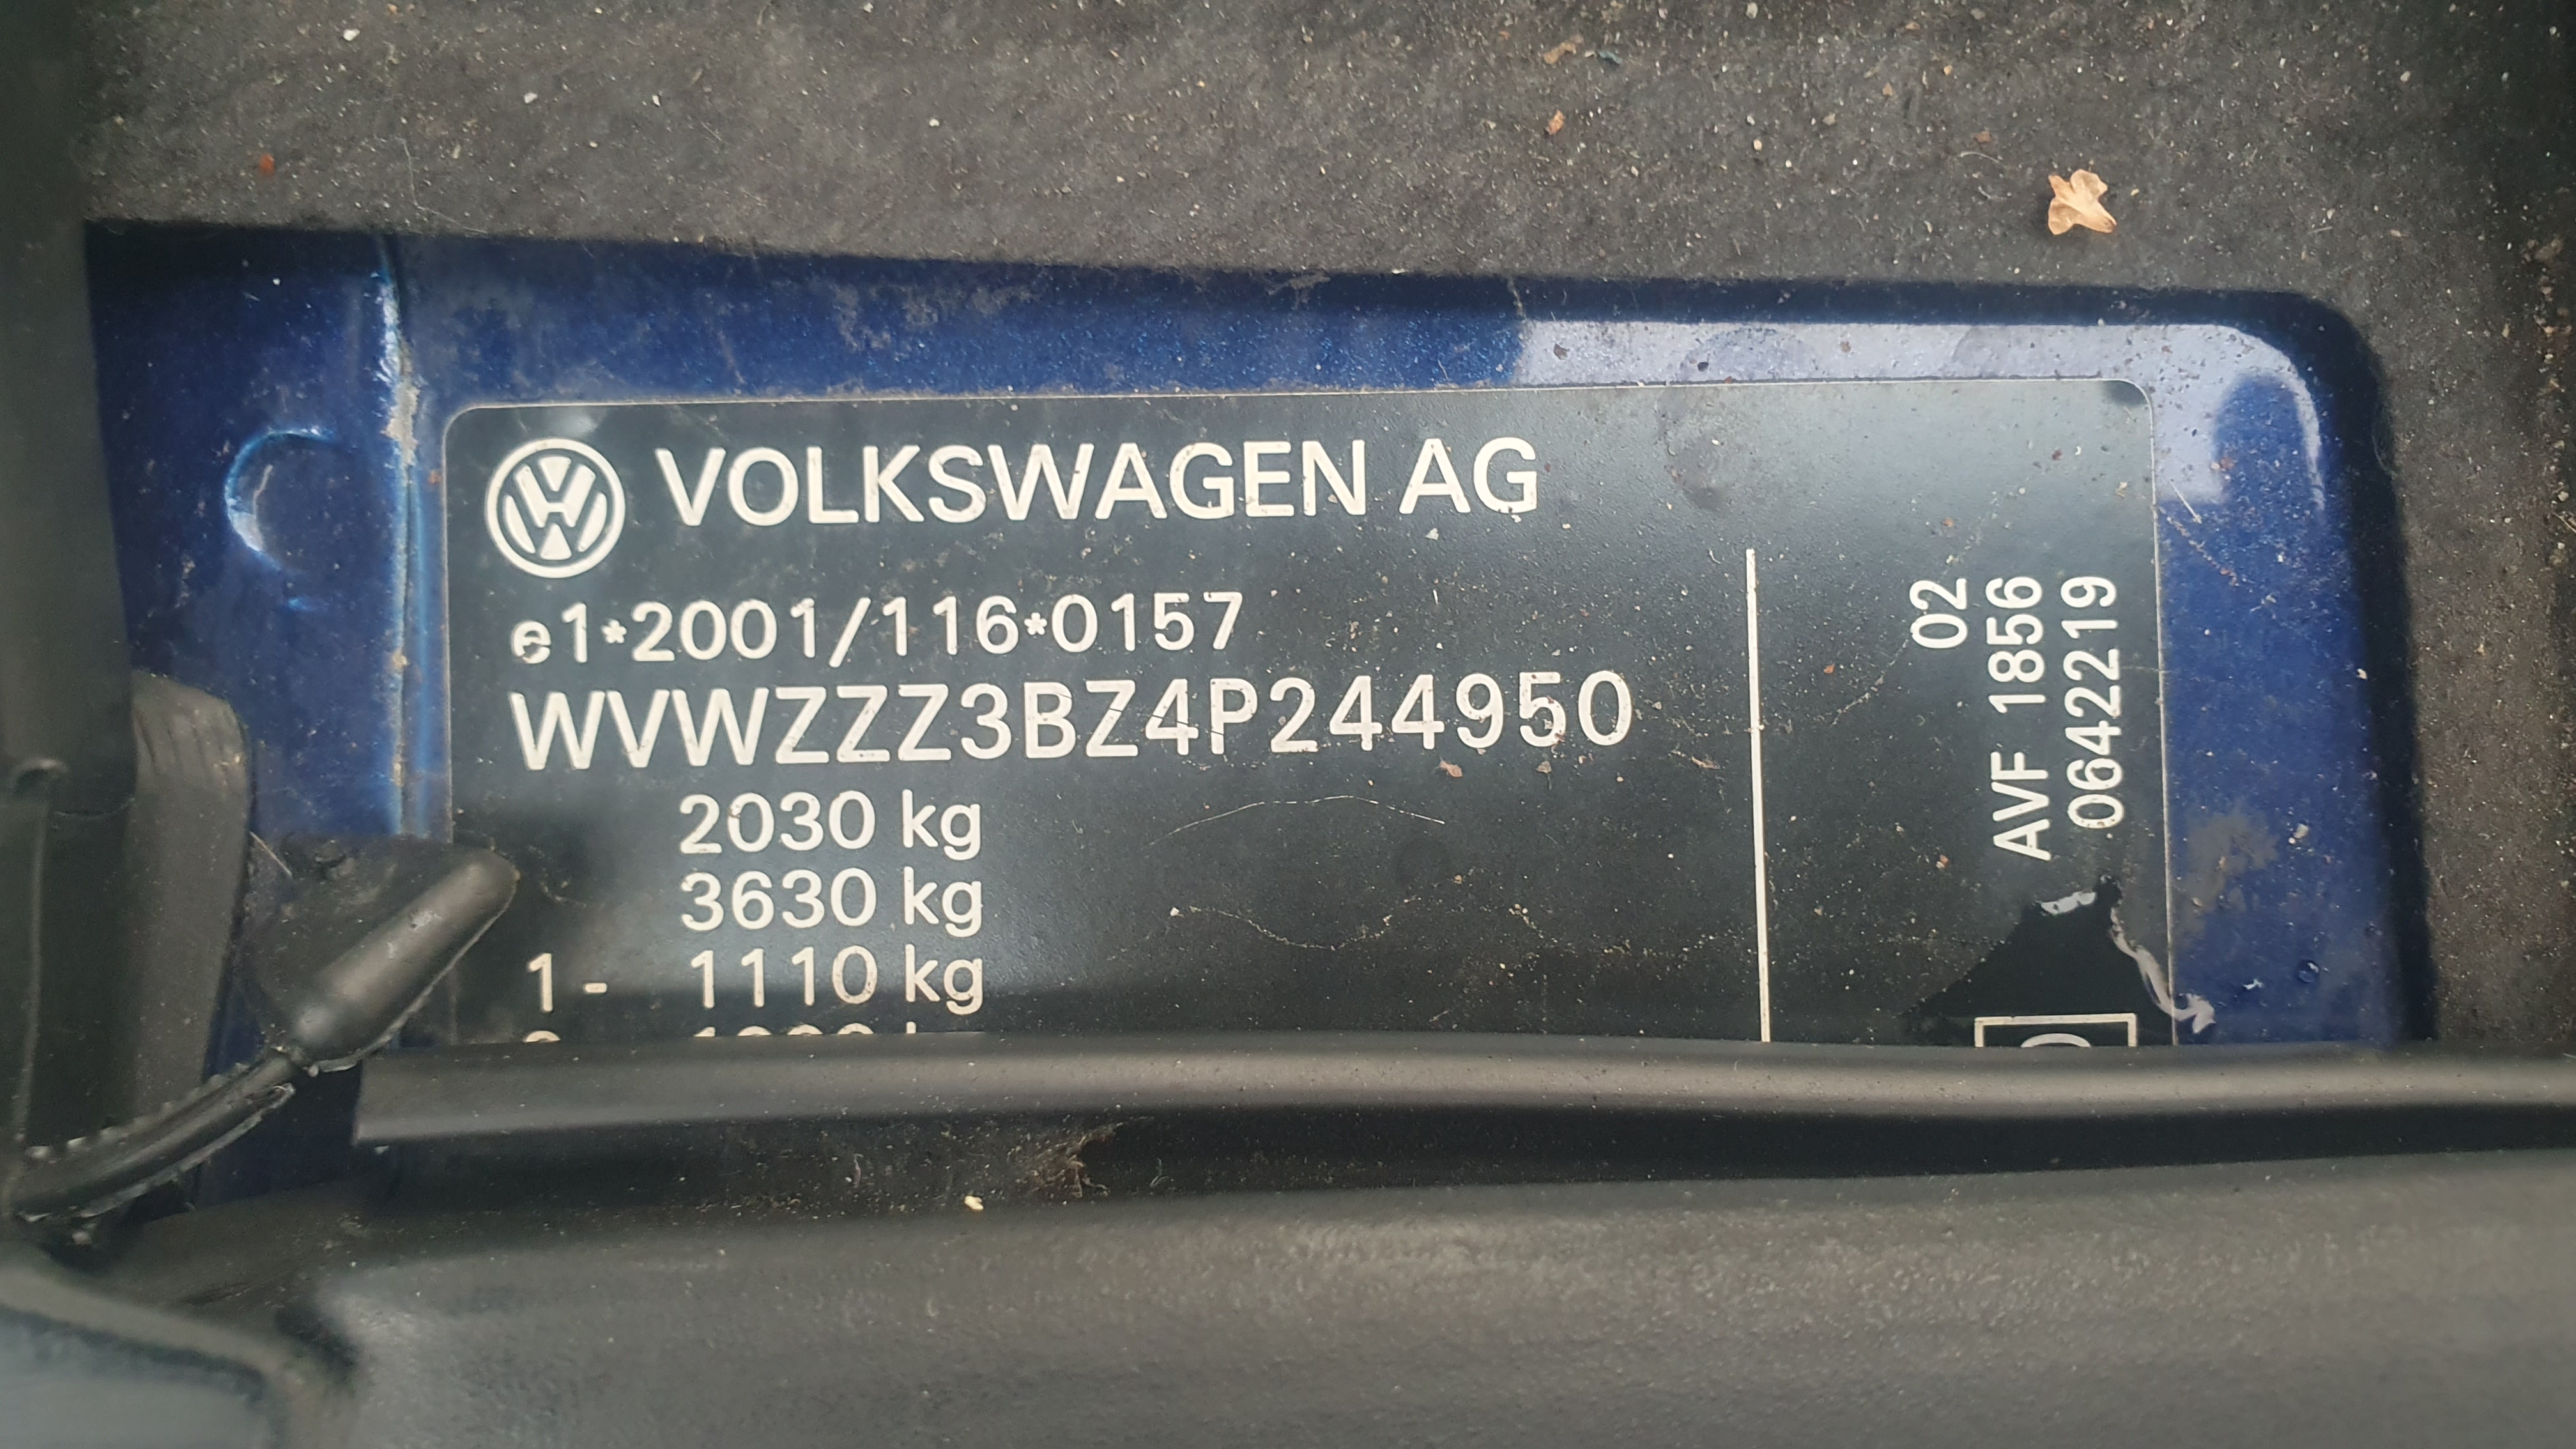 VOLKSWAGEN AG
e1*2001/116*0157
WVWZZZ3BZ4P244950
2030 kg
3630 kg
1 - 1110 kg
02
AVF 1856
0642219